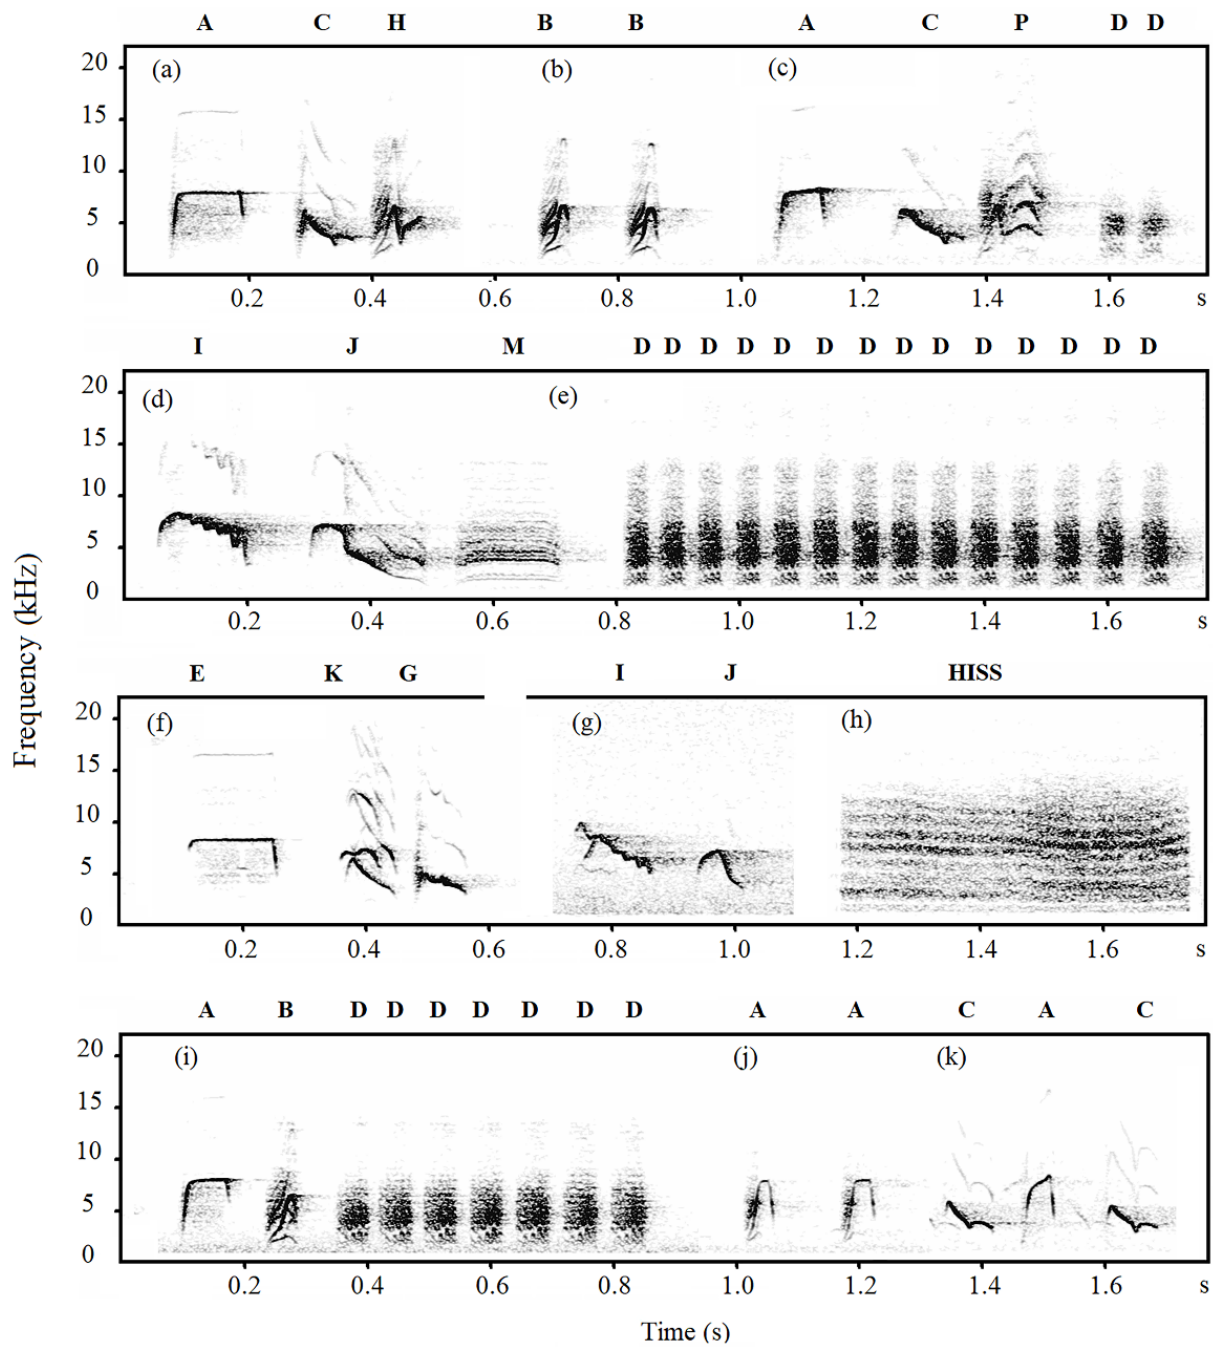 A C H B B A C P D D
(a) (b) (c)
20
15
10
5
0
0.2 0.4 0.6 0.8 1.0 1.2 1.4 1.6 s
I J M D D D D D D D D D D D D D D
(d) (e)
20
15
10
5
0
0.2 0.4 0.6 0.8 1.0 1.2 1.4 1.6 s
E K G I J HISS
(f) (g) (h)
20
15
10
5
0
0.2 0.4 0.6 0.8 1.0 1.2 1.4 1.6 s
A B D D D D D D D A A C A C
(i) (j) (k)
20
15
10
5
0
0.2 0.4 0.6 0.8 1.0 1.2 1.4 1.6 s
Frequency (kHz)
Time (s)